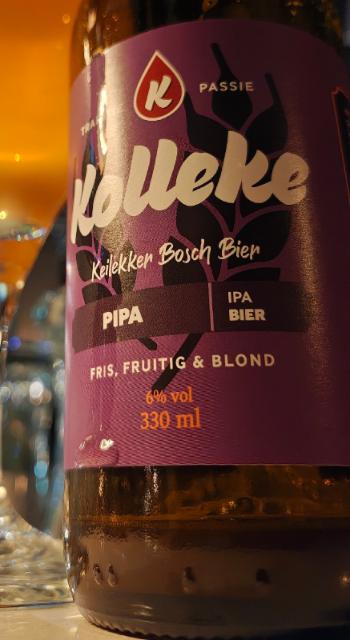 K
PASSIE
Kolleke
Keilekker Bosch Bier
PIPA
IPA
BIER
FRIS, FRUITIG & BLOND
6% vol
330 ml